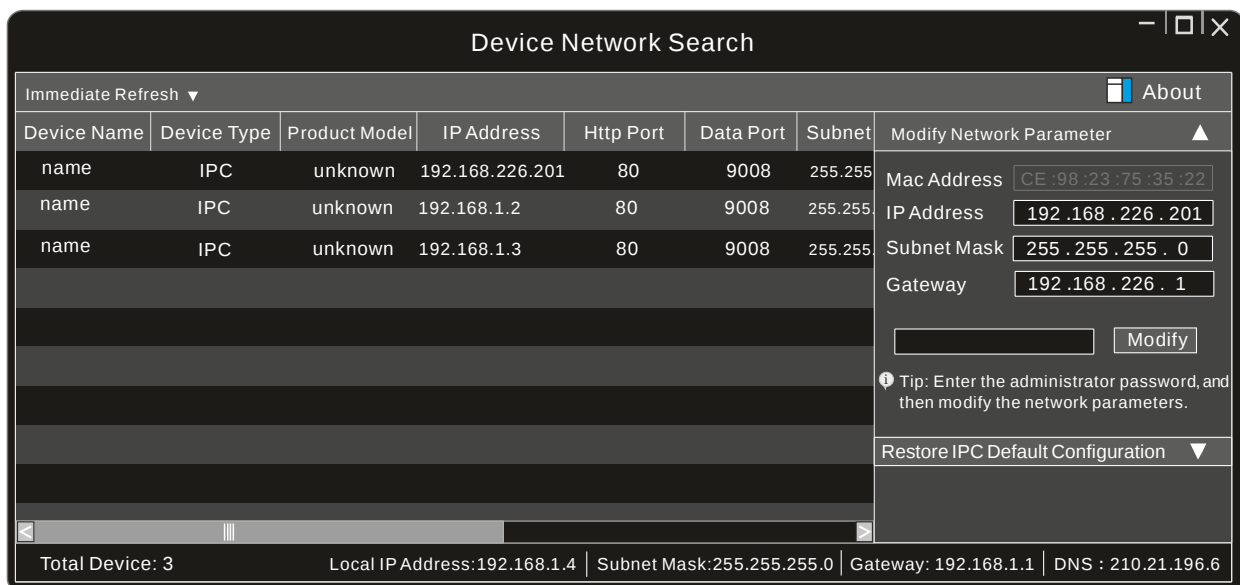 Device Network Search
Immediate Refresh ▼ About
Device Name Device Type Product Model IP Address Http Port Data Port Subnet
name IPC unknown 192.168.226.201 80 9008 255.255
name IPC unknown 192.168.1.2 80 9008 255.255.
name IPC unknown 192.168.1.3 80 9008 255.255.
Modify Network Parameter ▲
Mac Address CE:98:23:75:35:22
IP Address 192.168.226.201
Subnet Mask 255.255.255.0
Gateway 192.168.226.1
Modify
Tip: Enter the administrator password, and
then modify the network parameters.
Restore IPC Default Configuration ▼
Total Device: 3 Local IP Address:192.168.1.4 Subnet Mask:255.255.255.0 Gateway: 192.168.1.1 DNS : 210.21.196.6